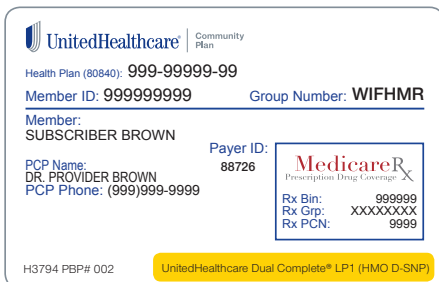 UnitedHealthcare® Community Plan
Health Plan (80840): 999-99999-99
Member ID: 999999999 Group Number: WIFHMR
Member:
SUBSCRIBER BROWN
PCP Name:
DR. PROVIDER BROWN
PCP Phone: (999)999-9999
Payer ID:
88726
MedicareRx
Prescription Drug Coverage
Rx Bin: 999999
Rx Grp: XXXXXXXX
Rx PCN: 9999
H3794 PBP# 002
UnitedHealthcare Dual Complete® LP1 (HMO D-SNP)